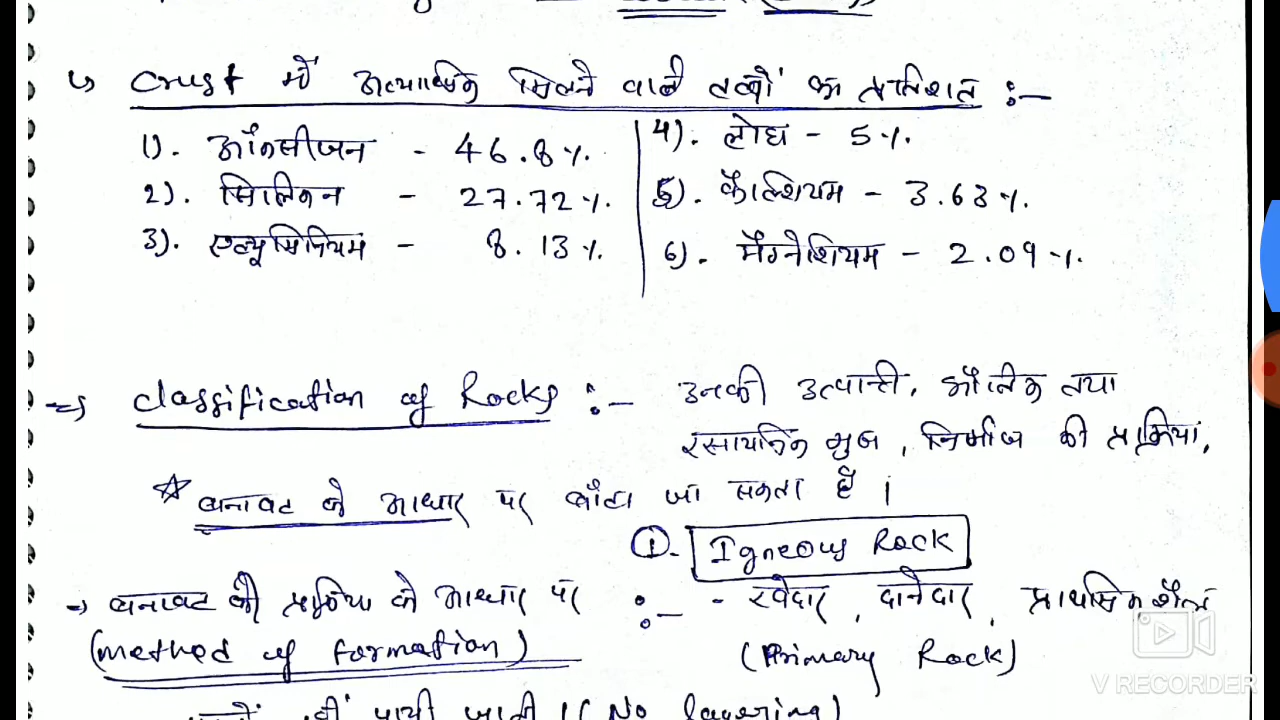 Crust में अत्याधिक मिलने वाले तत्वों का प्रतिशत :-
1). ऑक्सीजन - 46.8%.
2). सिलिकन - 27.72%.
3). एल्यूमिनियम - 8.13%.
4). लोहा - 5%.
5). कैल्शियम - 3.63%.
6). मैग्नेशियम - 2.09%.
=> Classification of Rocks :- उनकी उत्पत्ती, भौतिक तथा
रसायनिक गुण, निर्माण की प्रक्रिया,
☆ बनावट के आधार पर बाँटा जा सकता है।
①. Igneous Rock
→ बनावट की प्रक्रिया के आधार पर :- - रवेदार, दानेदार, प्राथमिक शैल
(method of formation) (Primary Rock)
नहीं पायी जाती (No layering)
V RECORDER